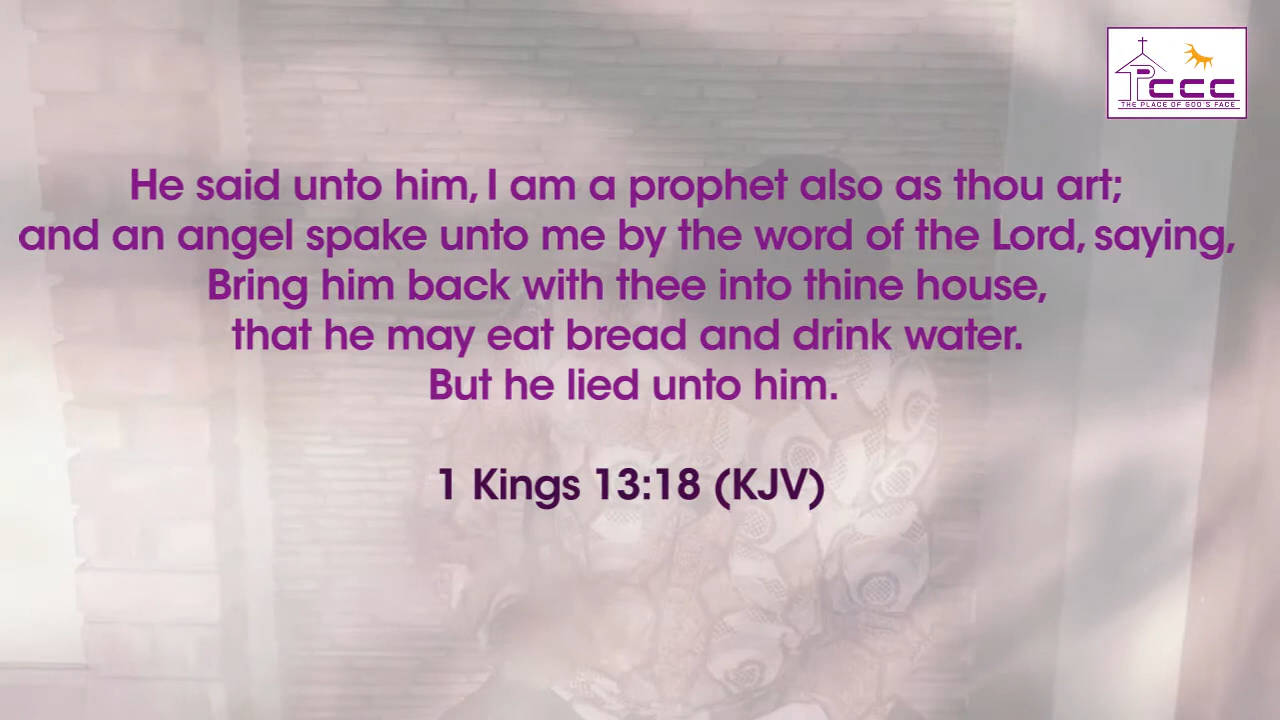 PCCC
THE PLACE OF GOD'S FACE
He said unto him, I am a prophet also as thou art;
and an angel spake unto me by the word of the Lord, saying,
Bring him back with thee into thine house,
that he may eat bread and drink water.
But he lied unto him.
1 Kings 13:18 (KJV)